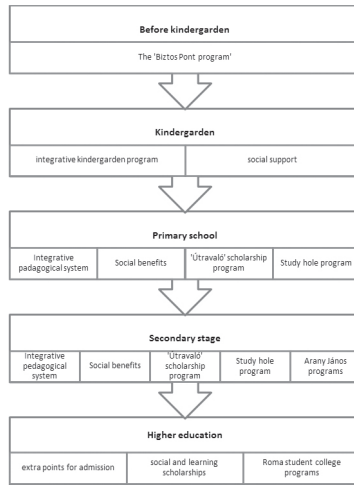 Before kindergarden
The 'Biztos Pont program'
Kindergarden
integrative kindergarden program
social support
Primary school
Integrative
padagogical system
Social benefits
'Útravaló' scholarship
program
Study hole program
Secondary stage
Integrative
pedagogical
system
Social benefits
'Útravaló'
scholarship
program
Study hole
program
Arany János
programs
Higher education
extra points for admission
social and learning
scholarships
Roma student college
programs